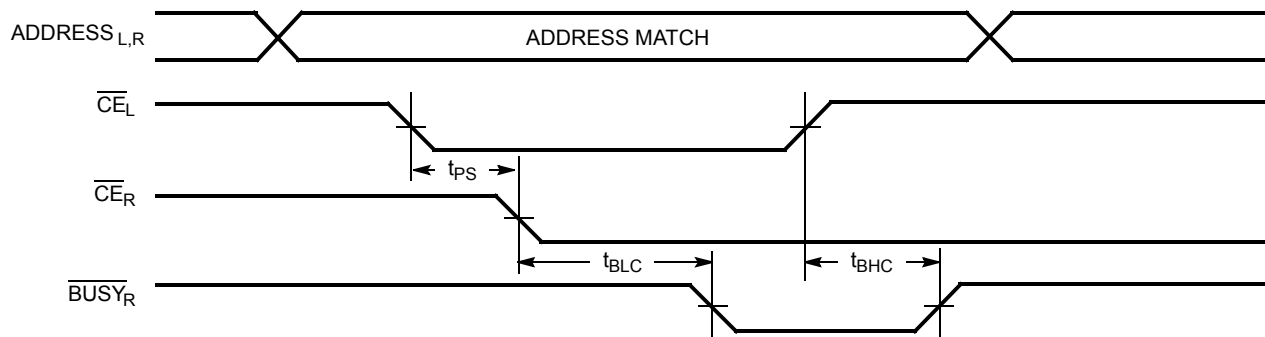 ADDRESS L,R
ADDRESS MATCH
CE L
t PS
CE R
t BLC
t BHC
BUSY R